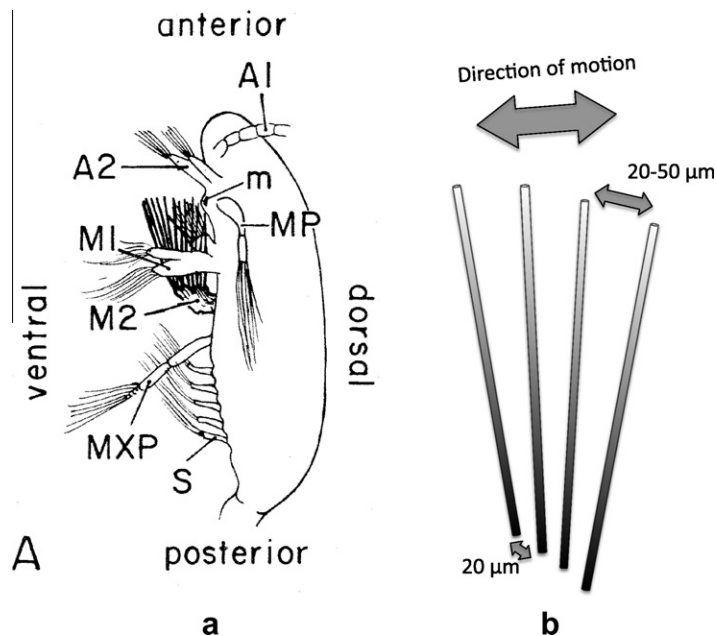 anterior
A1
A2
m
M1
MP
M2
ventral
dorsal
MXP
S
A
posterior
a
Direction of motion
20-50 µm
20 µm
b